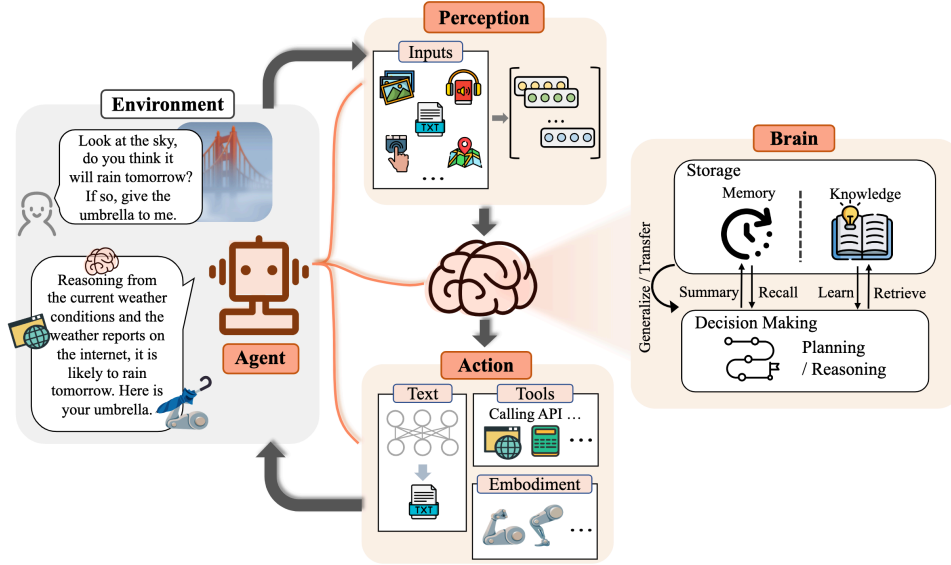 Perception
Inputs
TXT
...
...
Environment
Look at the sky,
do you think it
will rain tomorrow?
If so, give the
umbrella to me.
Reasoning from
the current weather
conditions and the
weather reports on
the internet, it is
likely to rain
tomorrow. Here is
your umbrella.
Agent
Brain
Storage
Memory
Knowledge
Generalize / Transfer
Summary
Recall
Learn
Retrieve
Decision Making
Planning
/ Reasoning
Action
Text
TXT
Tools
Calling API ...
...
Embodiment
...